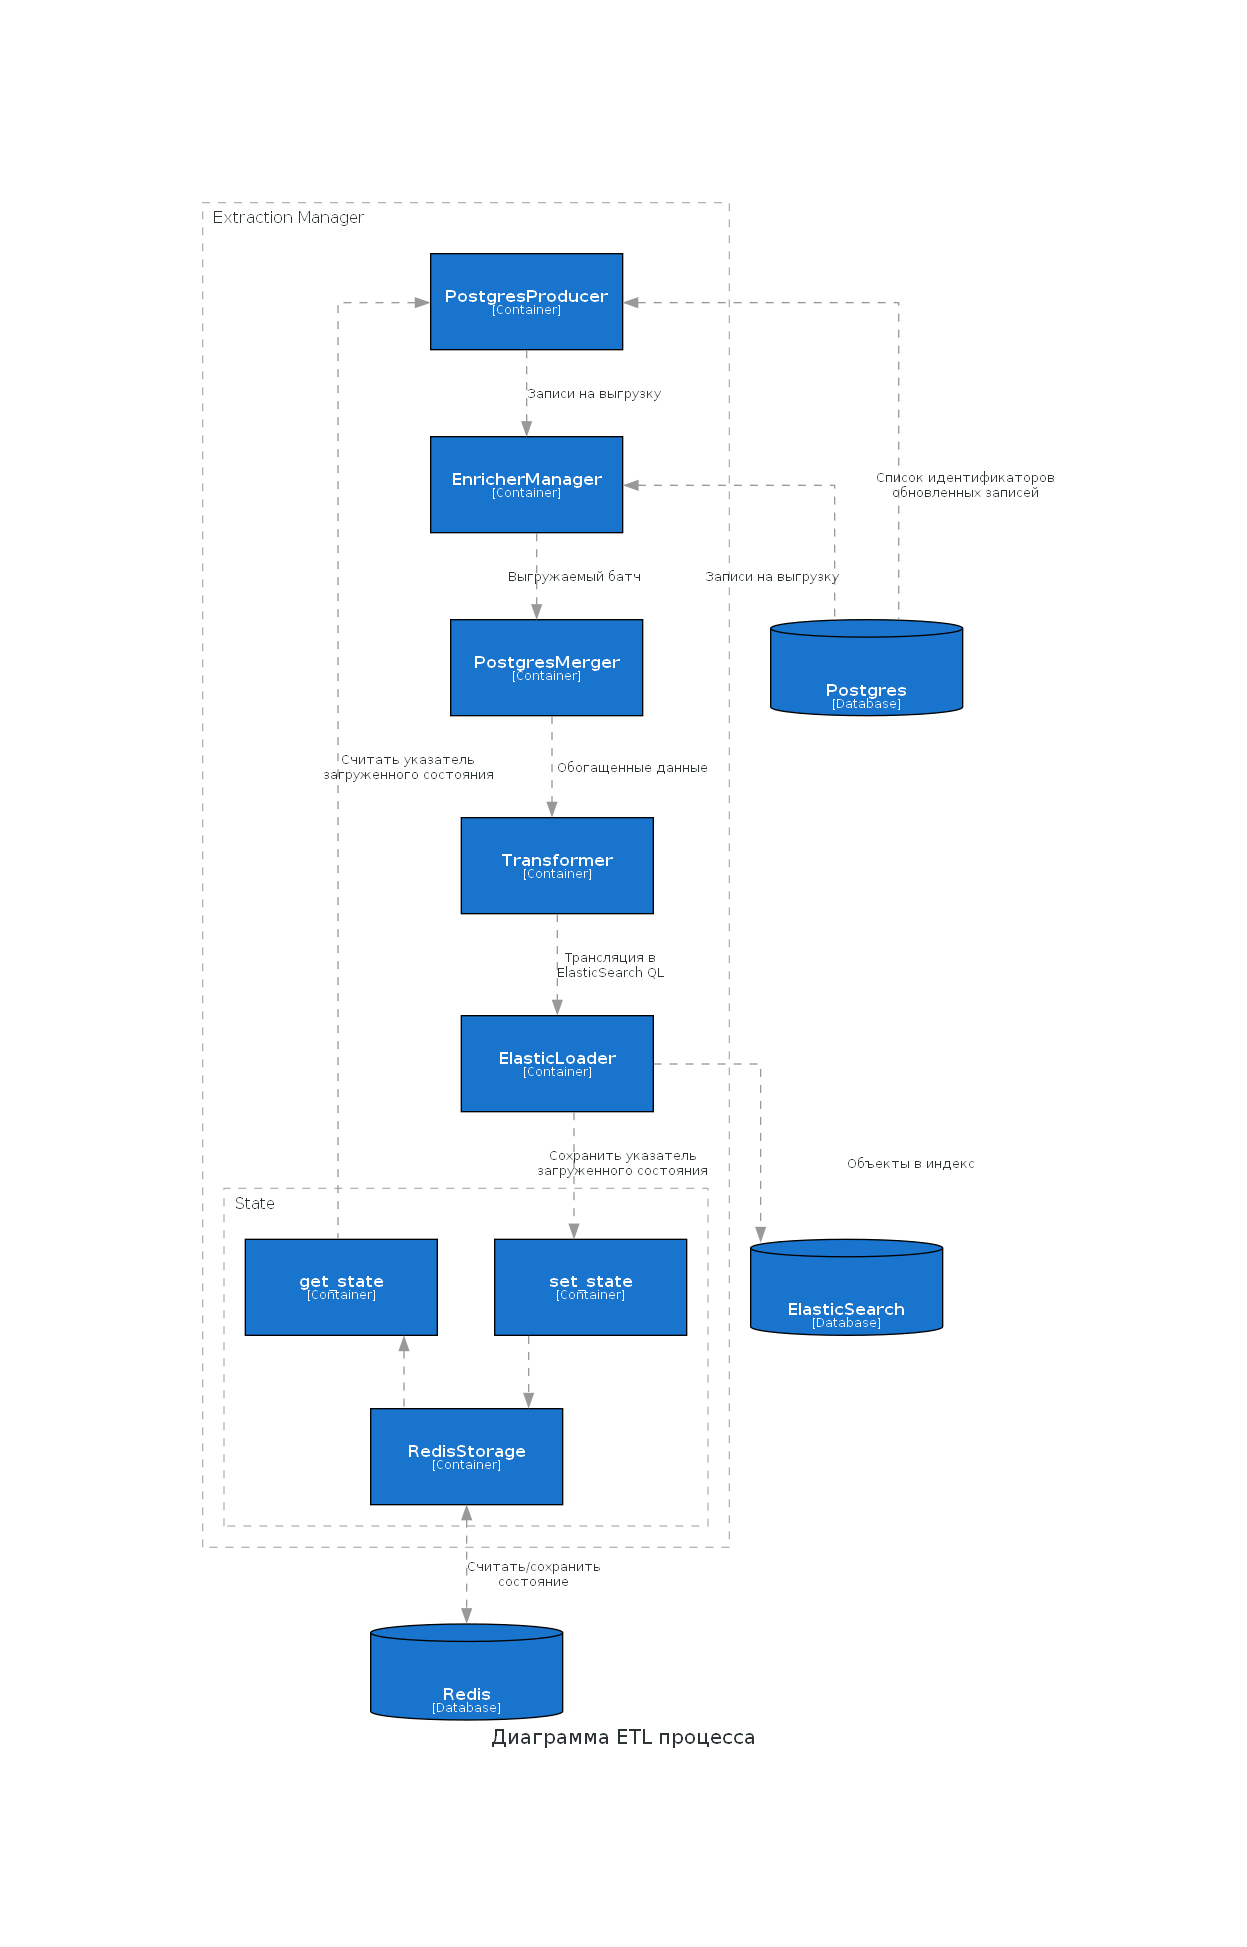 Extraction Manager
PostgresProducer
[Container]
Записи на выгрузку
EnricherManager
[Container]
Список идентификаторов
обновленных записей
Выгружаемый батч
Записи на выгрузку
PostgresMerger
[Container]
Postgres
[Database]
Считать указатель
загруженного состояния
Обогащенные данные
Transformer
[Container]
Трансляция в
ElasticSearch QL
ElasticLoader
[Container]
Сохранить указатель
загруженного состояния
Объекты в индекс
State
get_state
[Container]
set_state
[Container]
ElasticSearch
[Database]
RedisStorage
[Container]
Считать/сохранить
состояние
Redis
[Database]
Диаграмма ETL процесса